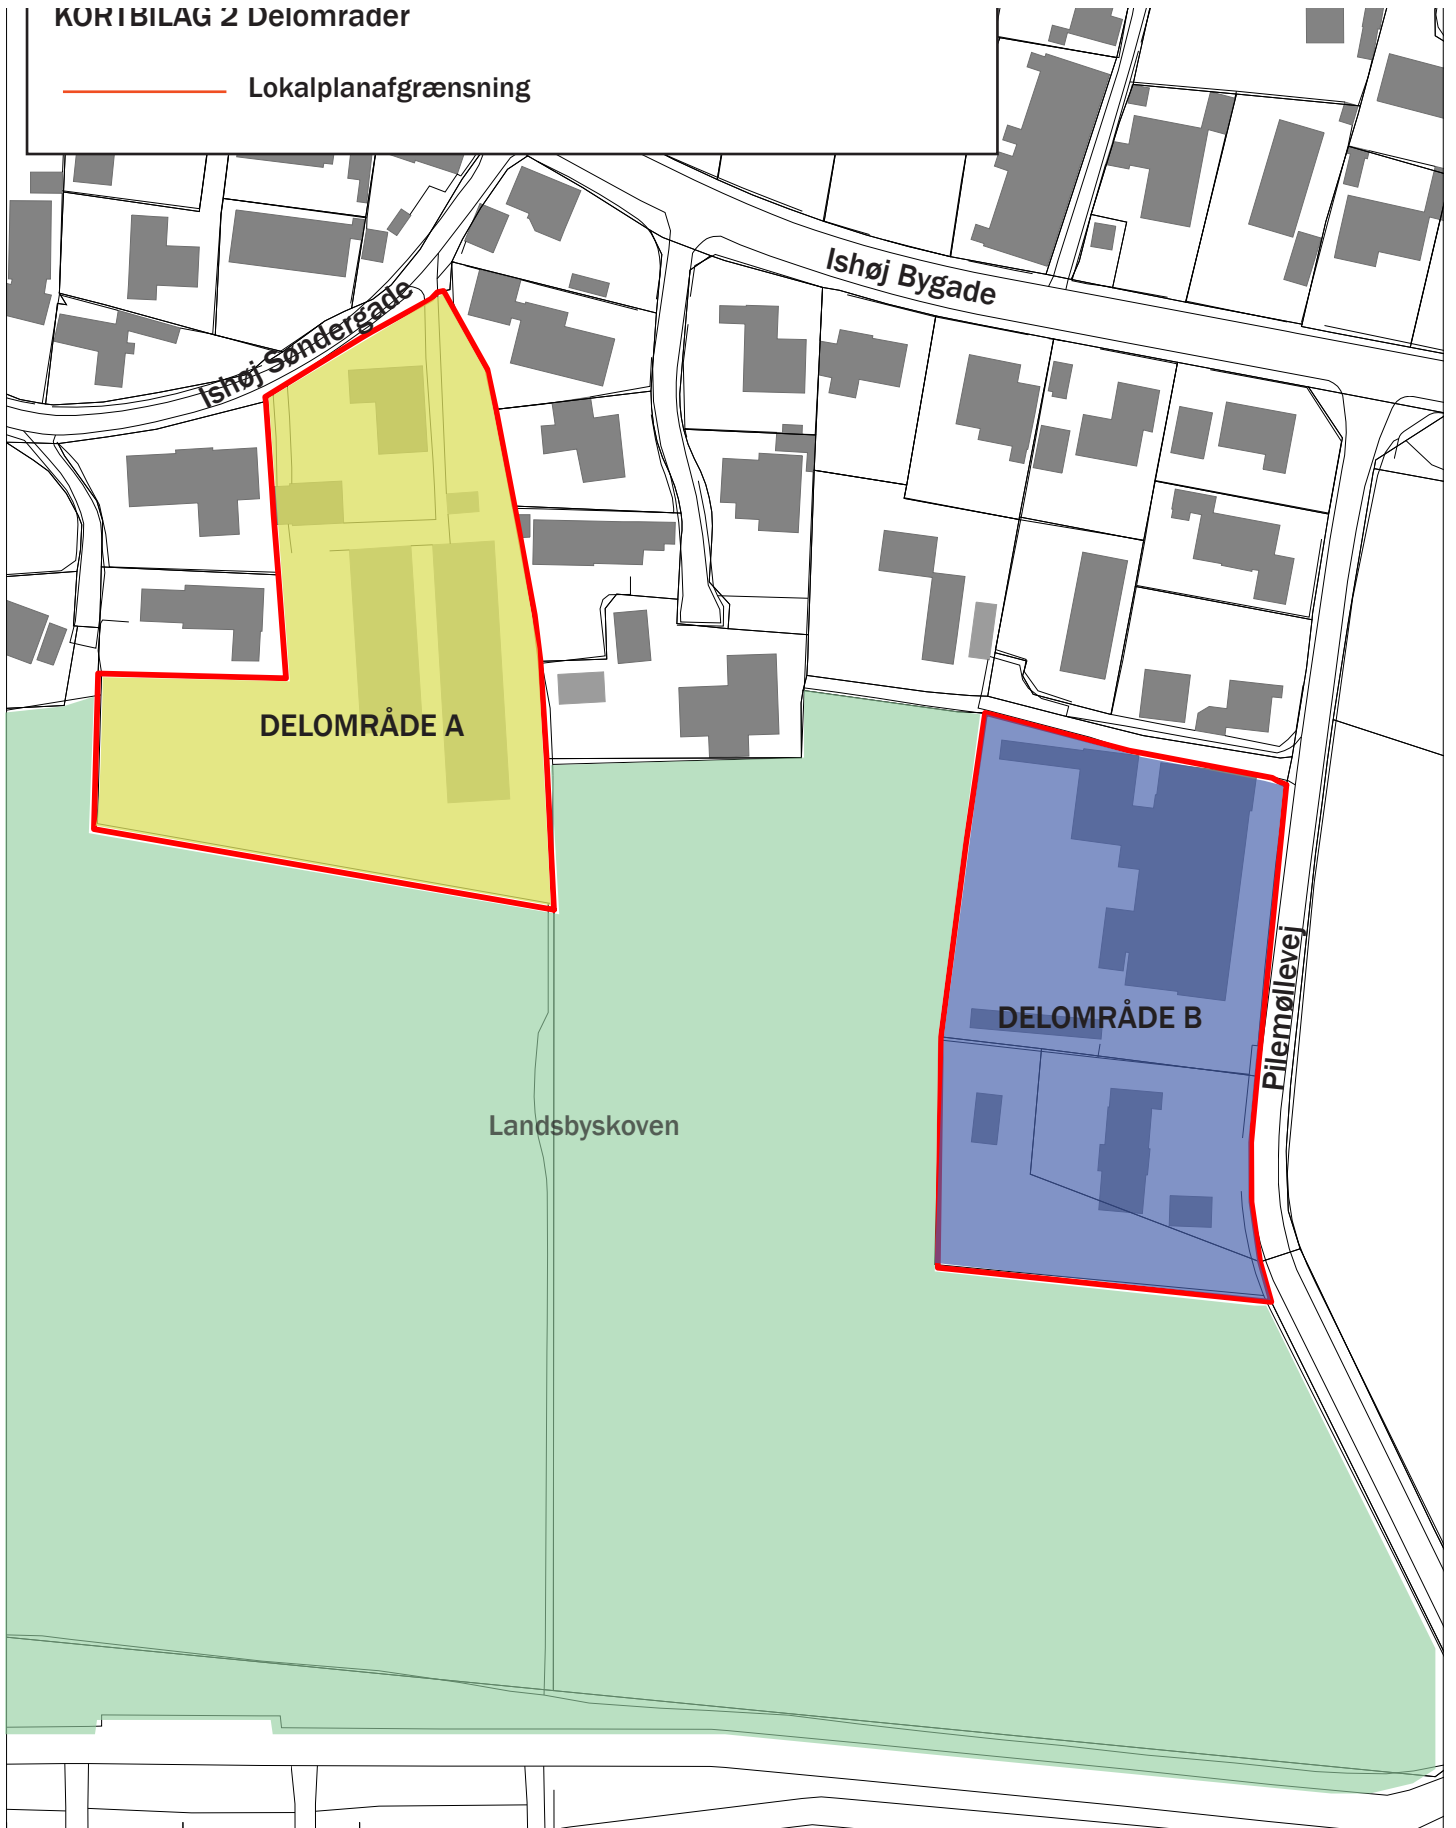 KORTBILAG 2 Delområder
Lokalplanafgrænsning
Ishøj Bygade
Ishøj Søndergade
DELOMRÅDE A
Pilemøllevej
DELOMRÅDE B
Landsbyskoven